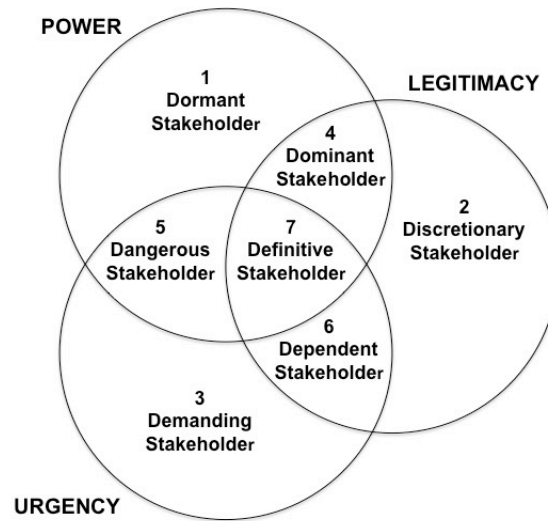 POWER
1
Dormant
Stakeholder
LEGITIMACY
4
Dominant
Stakeholder
2
Discretionary
Stakeholder
5
Dangerous
Stakeholder
7
Definitive
Stakeholder
6
Dependent
Stakeholder
3
Demanding
Stakeholder
URGENCY